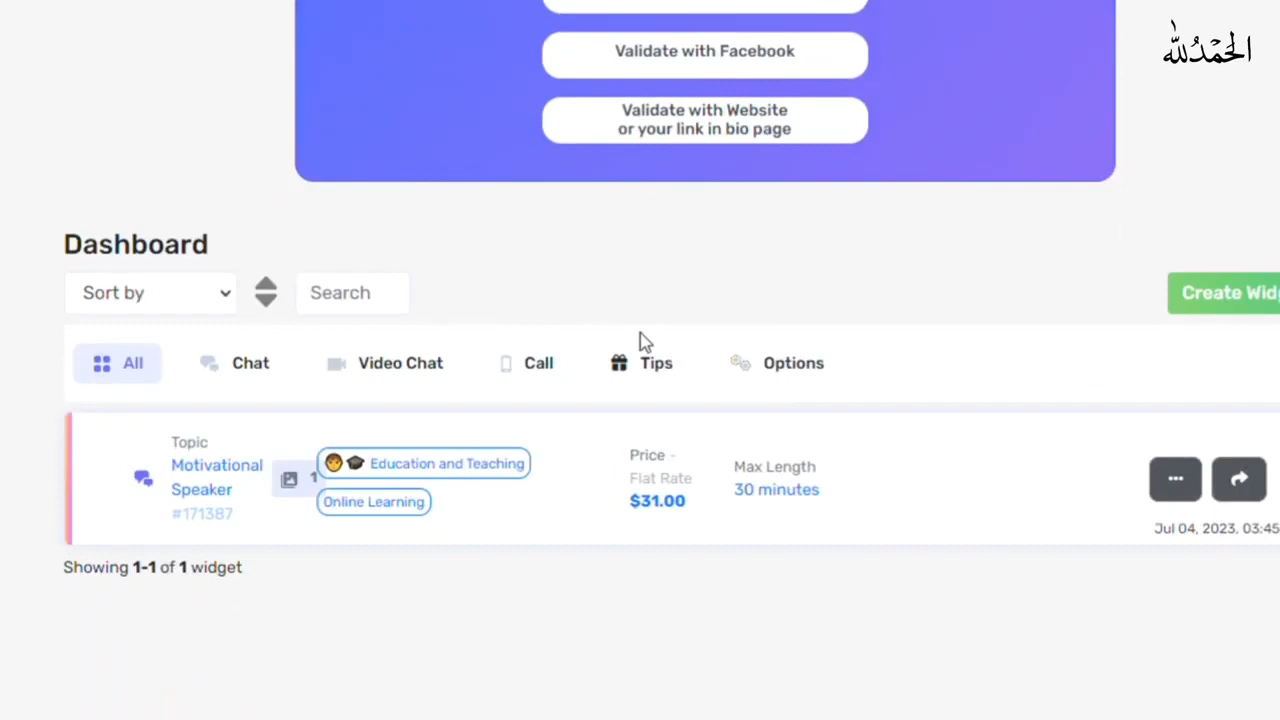 Validate with Facebook
الحَمْدُ لِلّٰه
Validate with Website
or your link in bio page
Dashboard
Sort by
Search
Create Widg
All
Chat
Video Chat
Call
Tips
Options
Topic
Motivational
Speaker
#171387
1
Education and Teaching
Online Learning
Price -
Flat Rate
$31.00
Max Length
30 minutes
Jul 04, 2023, 03:45
Showing 1-1 of 1 widget